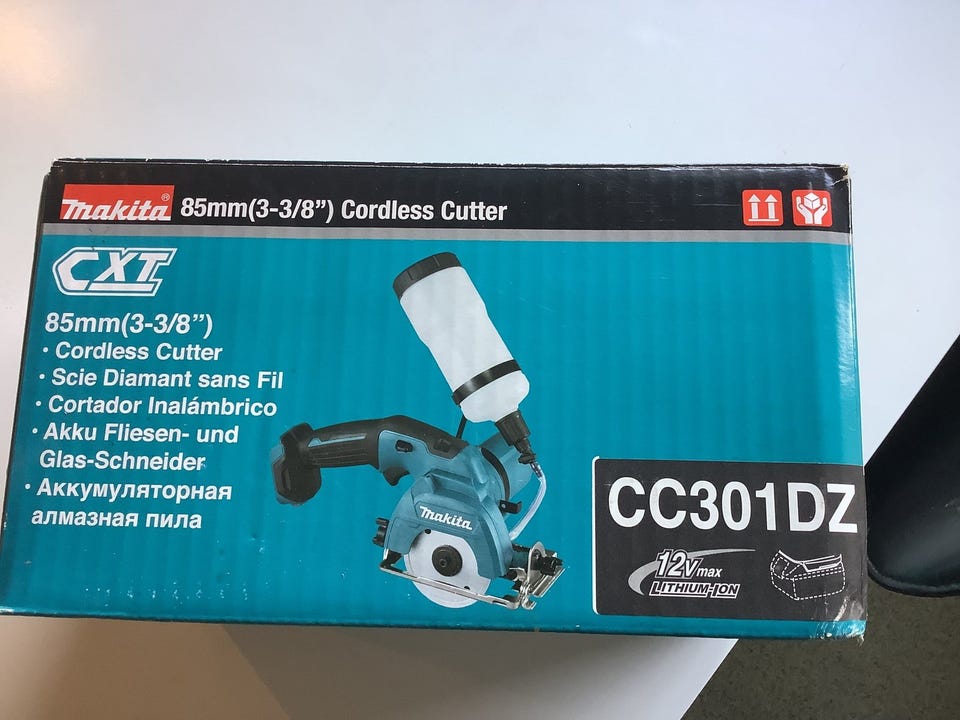 makita® 85mm(3-3/8”) Cordless Cutter
CXT
85mm(3-3/8”)
· Cordless Cutter
· Scie Diamant sans Fil
· Cortador Inalámbrico
· Akku Fliesen- und
Glas-Schneider
· Аккумуляторная
алмазная пила
makita
CC301DZ
12Vmax
LITHIUM-ION